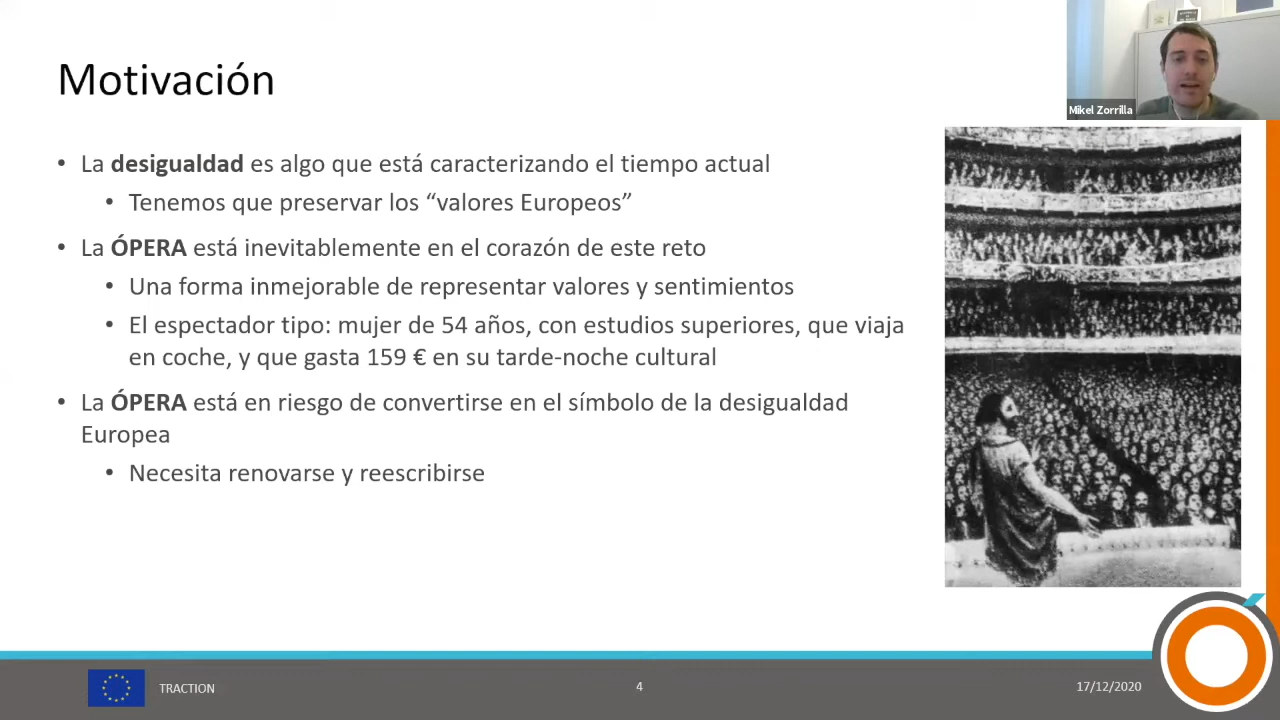 Motivación
Mikel Zorrilla
• La desigualdad es algo que está caracterizando el tiempo actual
• Tenemos que preservar los “valores Europeos”
• La ÓPERA está inevitablemente en el corazón de este reto
• Una forma inmejorable de representar valores y sentimientos
• El espectador tipo: mujer de 54 años, con estudios superiores, que viaja
en coche, y que gasta 159 € en su tarde-noche cultural
• La ÓPERA está en riesgo de convertirse en el símbolo de la desigualdad
Europea
• Necesita renovarse y reescribirse
TRACTION
4
17/12/2020